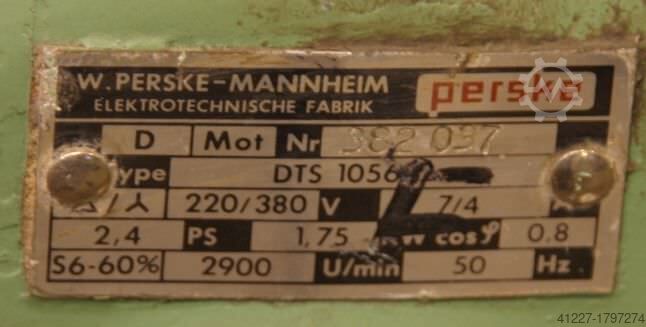 W. PERSKE-MANNHEIM perske
ELEKTROTECHNISCHE FABRIK
D Mot Nr 382 037
Type DTS 1056
△/⅄ 220/380 V 7/4 A
2,4 PS 1,75 KW cos φ 0.8
S6-60% 2900 U/min 50 Hz
41227-1797274